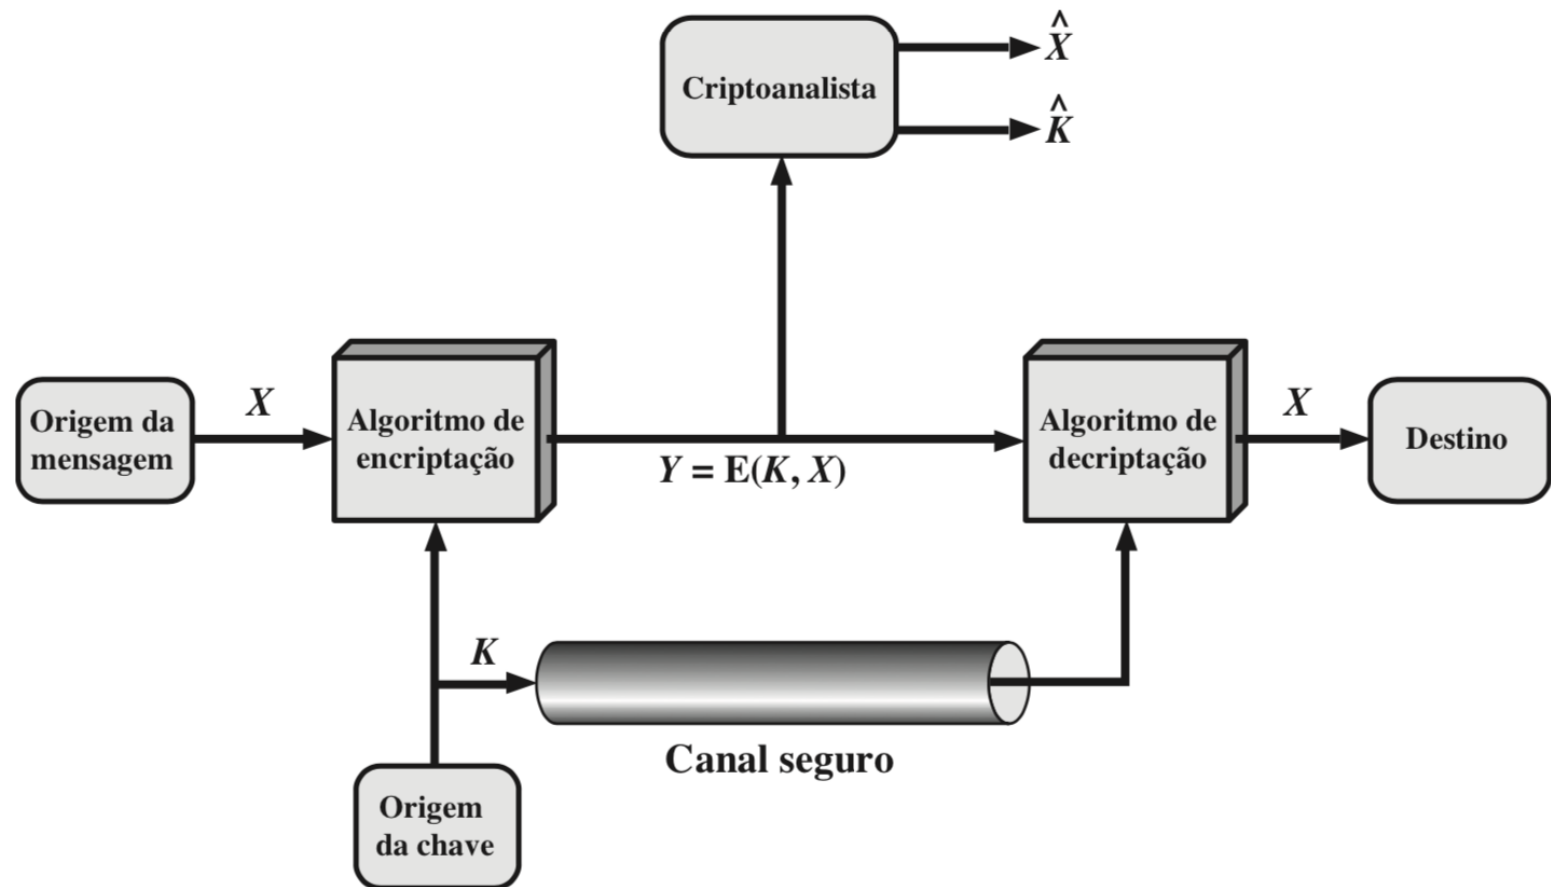 X̂
Criptoanalista
K̂
X
X
Origem da
mensagem
Algoritmo de
encriptação
Algoritmo de
decriptação
Destino
Y = E(K, X)
K
Canal seguro
Origem
da chave